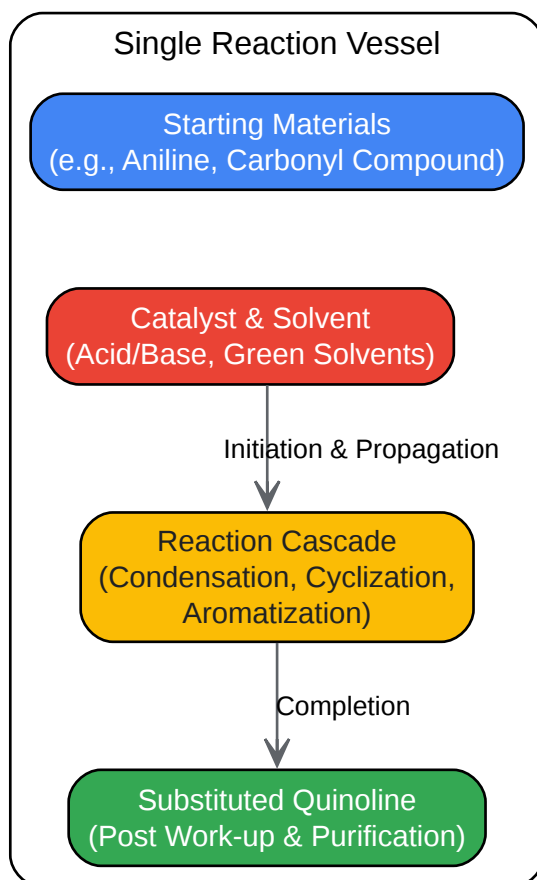 Single Reaction Vessel
Starting Materials
(e.g., Aniline, Carbonyl Compound)
Catalyst & Solvent
(Acid/Base, Green Solvents)
Initiation & Propagation
Reaction Cascade
(Condensation, Cyclization,
Aromatization)
Completion
Substituted Quinoline
(Post Work-up & Purification)